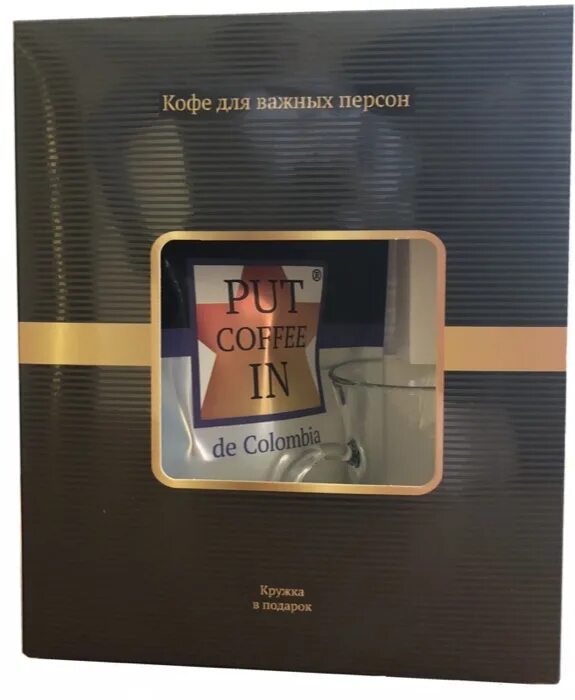 Кофе для важных персон
PUT ®
COFFEE
IN
de Colombia
Кружка
в подарок